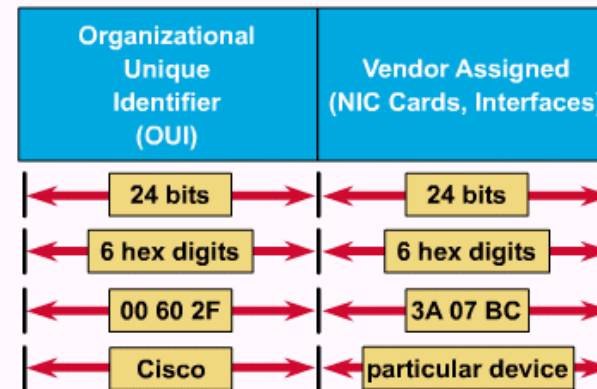 Organizational
Unique
Identifier
(OUI)
Vendor Assigned
(NIC Cards, Interfaces)
24 bits 24 bits
6 hex digits 6 hex digits
00 60 2F 3A 07 BC
Cisco particular device